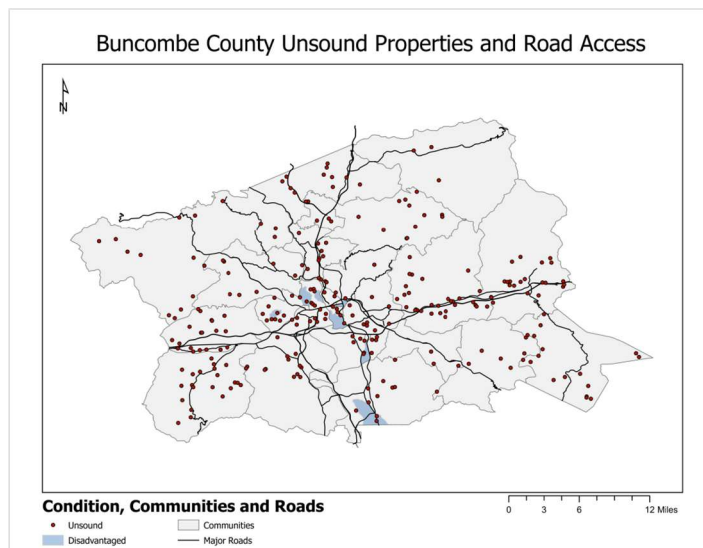 Buncombe County Unsound Properties and Road Access
N
Condition, Communities and Roads
Unsound
Communities
Disadvantaged
Major Roads
0 3 6 12 Miles